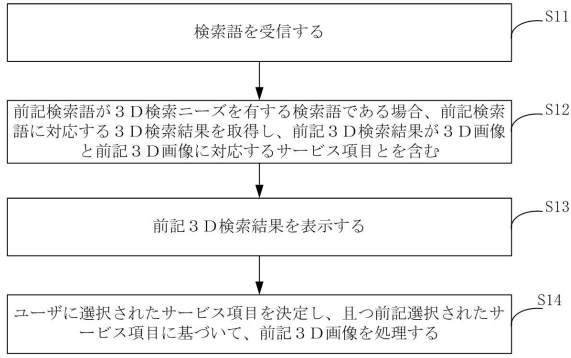 検索語を受信する
S11
前記検索語が３Ｄ検索ニーズを有する検索語である場合、前記検索
語に対応する３Ｄ検索結果を取得し、前記３Ｄ検索結果が３Ｄ画像
と前記３Ｄ画像に対応するサービス項目とを含む
S12
前記３Ｄ検索結果を表示する
S13
ユーザに選択されたサービス項目を決定し、且つ前記選択されたサ
ービス項目に基づいて、前記３Ｄ画像を処理する
S14